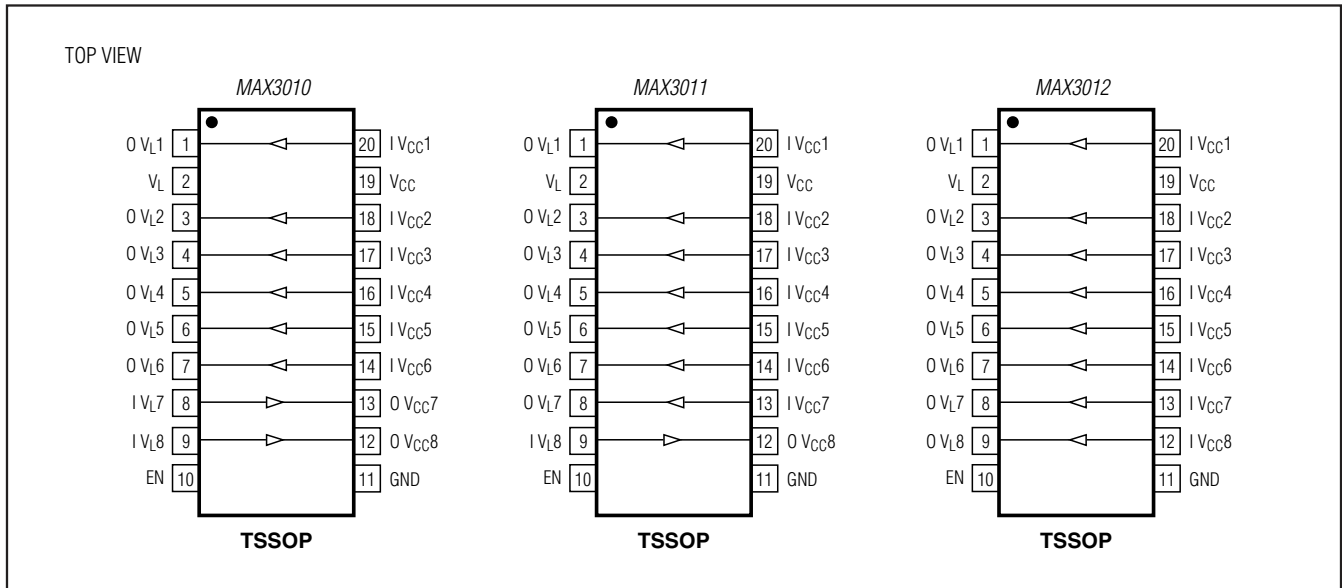 TOP VIEW
MAX3010
O VL1 1 20 I VCC1
VL 2 19 VCC
O VL2 3 18 I VCC2
O VL3 4 17 I VCC3
O VL4 5 16 I VCC4
O VL5 6 15 I VCC5
O VL6 7 14 I VCC6
I VL7 8 13 O VCC7
I VL8 9 12 O VCC8
EN 10 11 GND
TSSOP
MAX3011
O VL1 1 20 I VCC1
VL 2 19 VCC
O VL2 3 18 I VCC2
O VL3 4 17 I VCC3
O VL4 5 16 I VCC4
O VL5 6 15 I VCC5
O VL6 7 14 I VCC6
O VL7 8 13 I VCC7
I VL8 9 12 O VCC8
EN 10 11 GND
TSSOP
MAX3012
O VL1 1 20 I VCC1
VL 2 19 VCC
O VL2 3 18 I VCC2
O VL3 4 17 I VCC3
O VL4 5 16 I VCC4
O VL5 6 15 I VCC5
O VL6 7 14 I VCC6
O VL7 8 13 I VCC7
O VL8 9 12 I VCC8
EN 10 11 GND
TSSOP